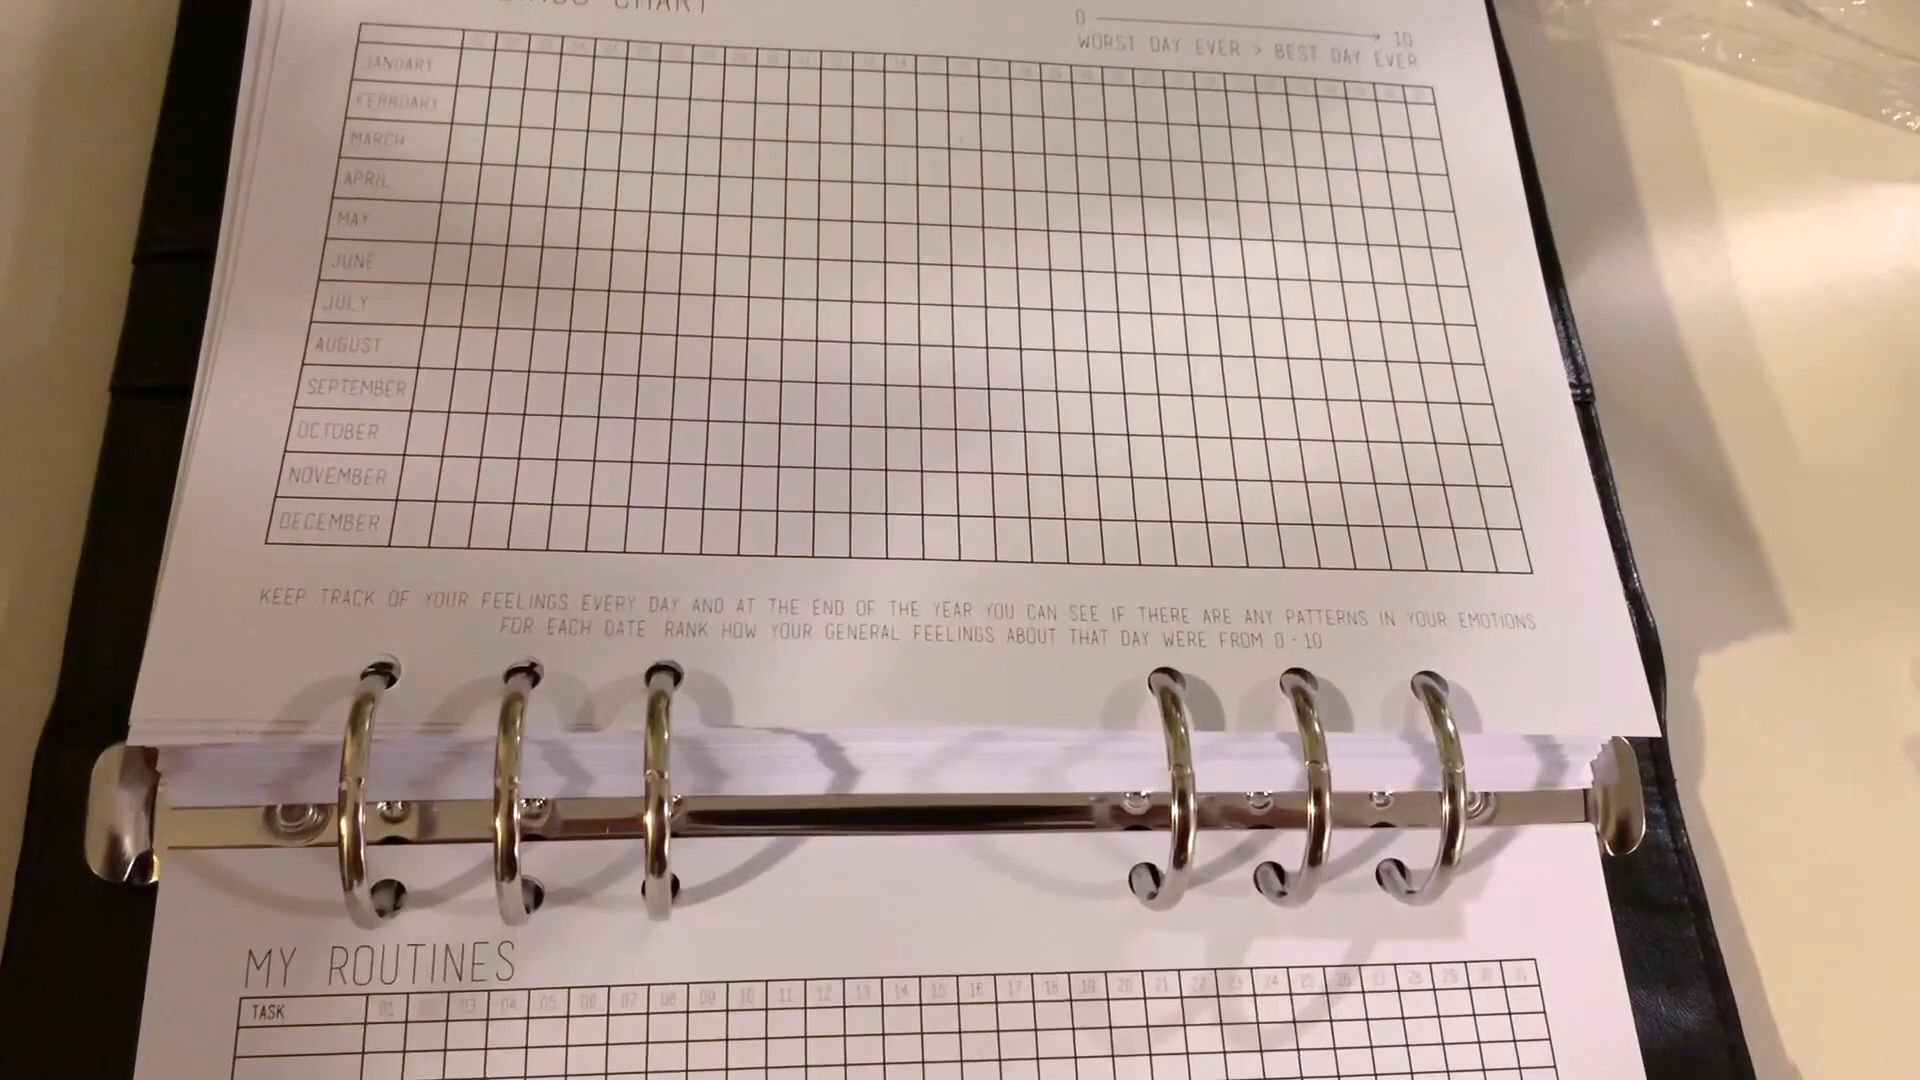 CHART
0 10
WORST DAY EVER > BEST DAY EVER
JANUARY
FEBRUARY
MARCH
APRIL
MAY
JUNE
JULY
AUGUST
SEPTEMBER
OCTOBER
NOVEMBER
DECEMBER
KEEP TRACK OF YOUR FEELINGS EVERY DAY AND AT THE END OF THE YEAR YOU CAN SEE IF THERE ARE ANY PATTERNS IN YOUR EMOTIONS
FOR EACH DATE RANK HOW YOUR GENERAL FEELINGS ABOUT THAT DAY WERE FROM 0 - 10
MY ROUTINES
TASK 01 03 04 05 06 07 08 09 10 11 12 13 14 15 16 17 18 19 20 21 22 23 24 25 26 27 28 29 30 31